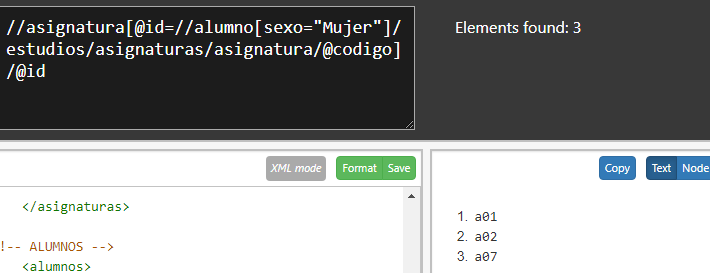 //asignatura[@id=//alumno[sexo="Mujer"]/
estudios/asignaturas/asignatura/@codigo]
/@id
Elements found: 3
XML mode Format Save
Copy Text Node
</asignaturas>
!-- ALUMNOS -->
<alumnos>
1. a01
2. a02
3. a07